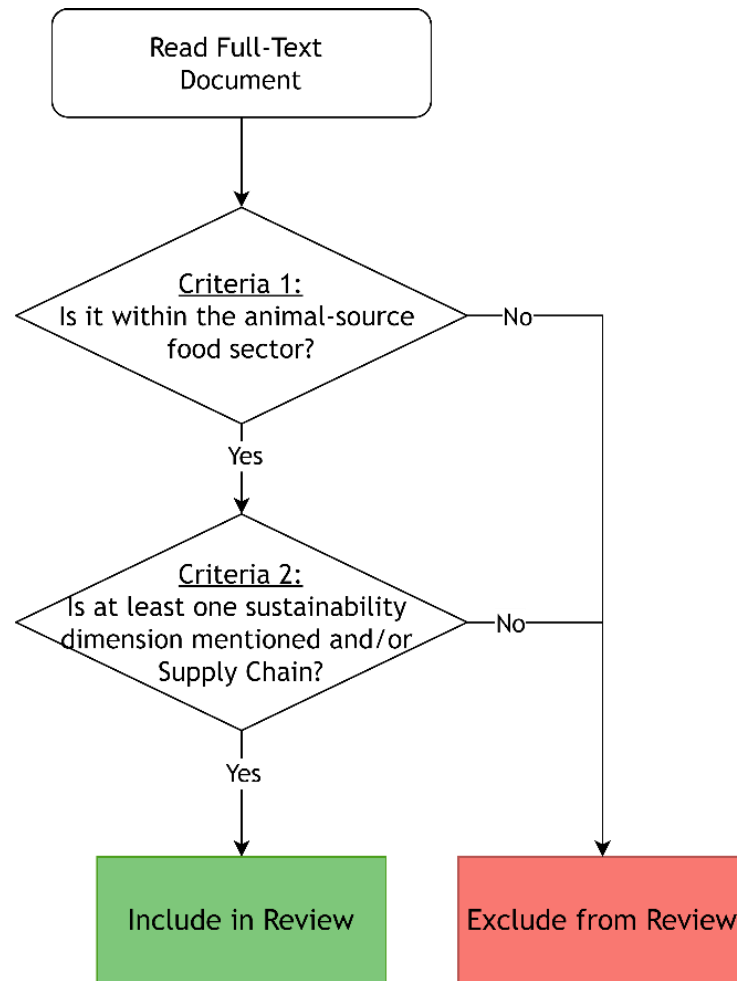 Read Full-Text
Document
Criteria 1:
Is it within the animal-source
food sector?
No
Yes
Criteria 2:
Is at least one sustainability
dimension mentioned and/or
Supply Chain?
No
Yes
Include in Review
Exclude from Review